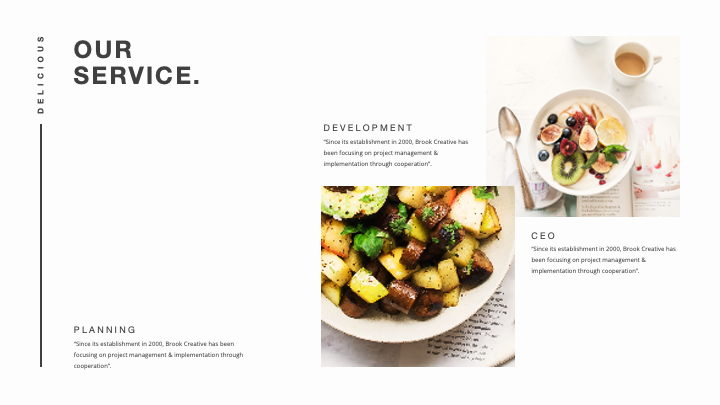 DELICIOUS
OUR
SERVICE.
DEVELOPMENT
"Since its establishment in 2000, Brook Creative has
been focusing on project management &
implementation through cooperation".
CEO
"Since its establishment in 2000, Brook Creative has
been focusing on project management &
implementation through cooperation".
PLANNING
"Since its establishment in 2000, Brook Creative has been
focusing on project management & implementation through
cooperation".